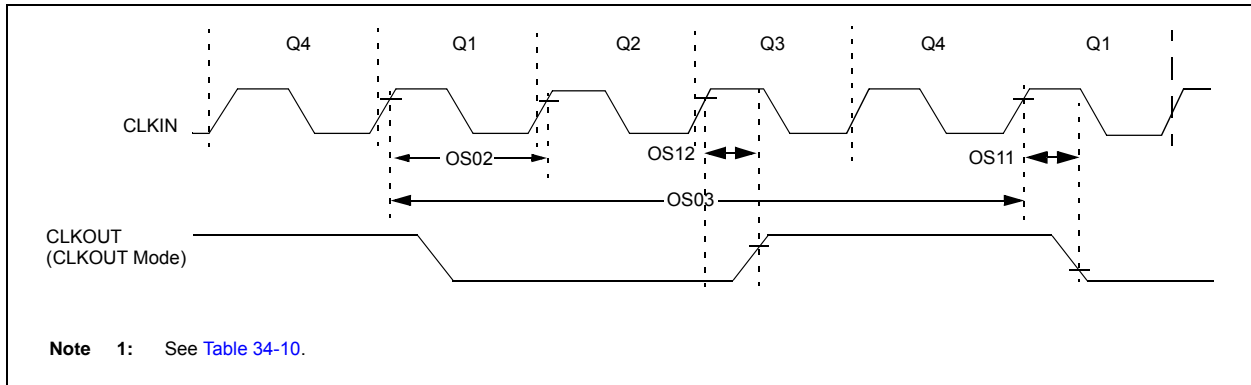 Q4 Q1 Q2 Q3 Q4 Q1
CLKIN
OS02
OS12
OS11
OS03
CLKOUT
(CLKOUT Mode)
Note 1: See Table 34-10.